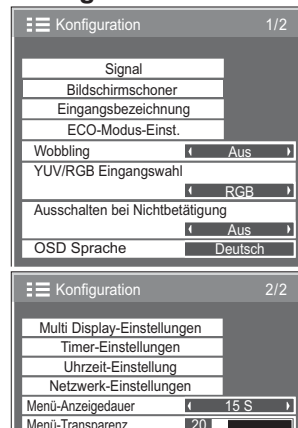 Konfiguration 1/2
Signal
Bildschirmschoner
Eingangsbezeichnung
ECO-Modus-Einst.
Wobbling Aus
YUV/RGB Eingangswahl
RGB
Ausschalten bei Nichtbetätigung
Aus
OSD Sprache Deutsch
Konfiguration 2/2
Multi Display-Einstellungen
Timer-Einstellungen
Uhrzeit-Einstellung
Netzwerk-Einstellungen
Menü-Anzeigedauer 15 S
Menü-Transparenz 20